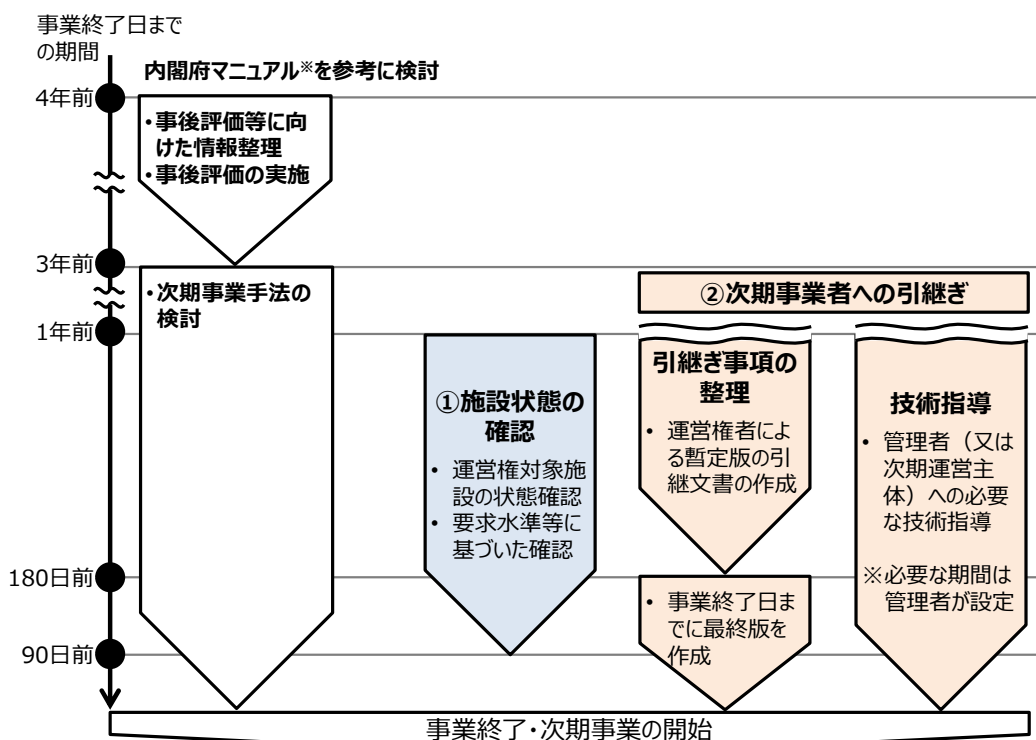 事業終了日まで
の期間
内閣府マニュアル※を参考に検討
4年前
・事後評価等に向
けた情報整理
・事後評価の実施
3年前
・次期事業手法の
検討
②次期事業者への引継ぎ
1年前
①施設状態の
確認
• 運営権対象施
設の状態確認
• 要求水準等に
基づいた確認
引継ぎ事項の
整理
• 運営権者によ
る暫定版の引
継文書の作成
技術指導
• 管理者（又は
次期運営主
体）への必要
な技術指導
※必要な期間は
管理者が設定
180日前
• 事業終了日ま
でに最終版を
作成
90日前
事業終了・次期事業の開始